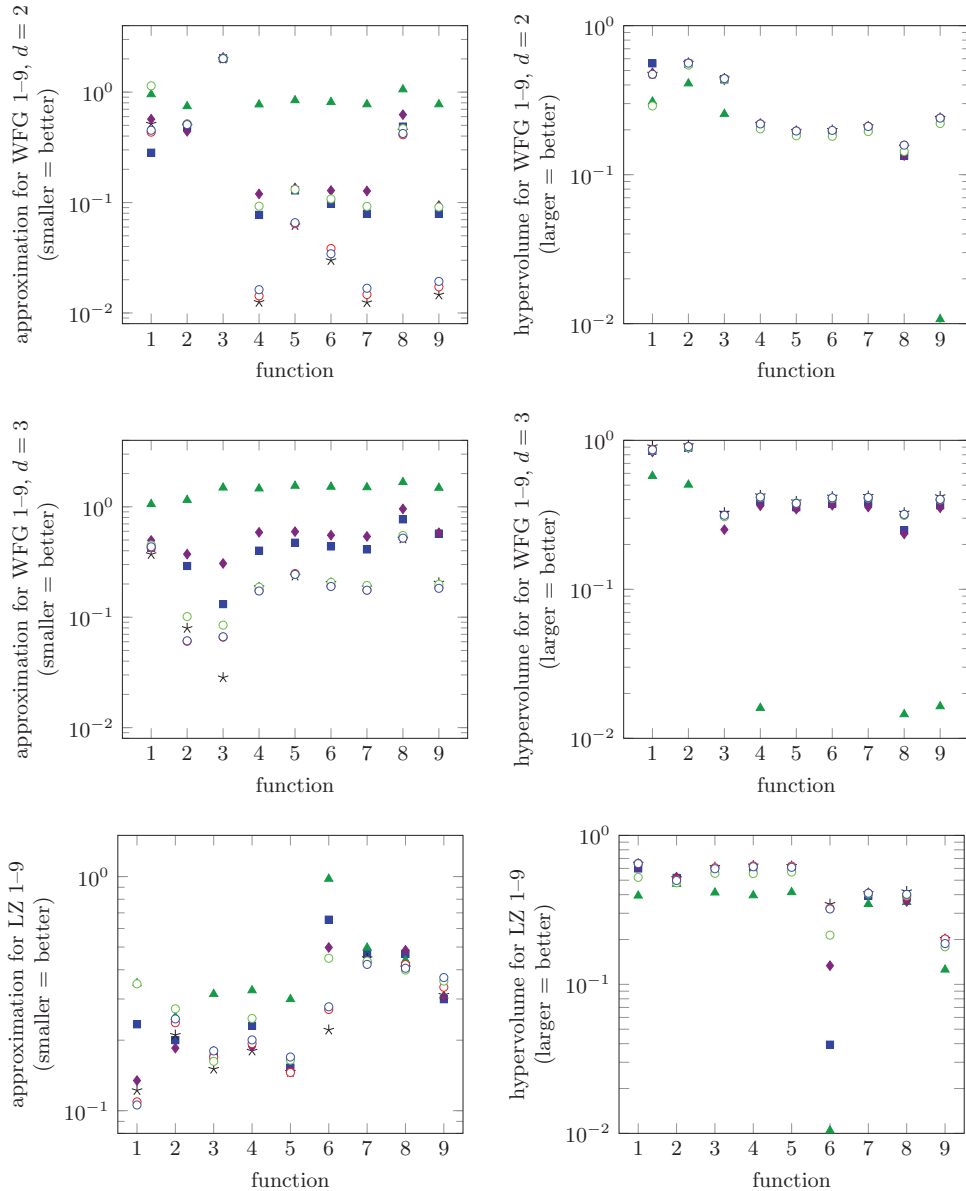 approximation for WFG 1–9, d = 2
(smaller = better)
10^0
10^−1
10^−2
1 2 3 4 5 6 7 8 9
function
hypervolume for WFG 1–9, d = 2
(larger = better)
10^0
10^−1
10^−2
1 2 3 4 5 6 7 8 9
function
approximation for WFG 1–9, d = 3
(smaller = better)
10^0
10^−1
10^−2
1 2 3 4 5 6 7 8 9
function
hypervolume for for WFG 1–9, d = 3
(larger = better)
10^0
10^−1
10^−2
1 2 3 4 5 6 7 8 9
function
approximation for LZ 1–9
(smaller = better)
10^0
10^−1
1 2 3 4 5 6 7 8 9
function
hypervolume for LZ 1–9
(larger = better)
10^0
10^−1
10^−2
1 2 3 4 5 6 7 8 9
function